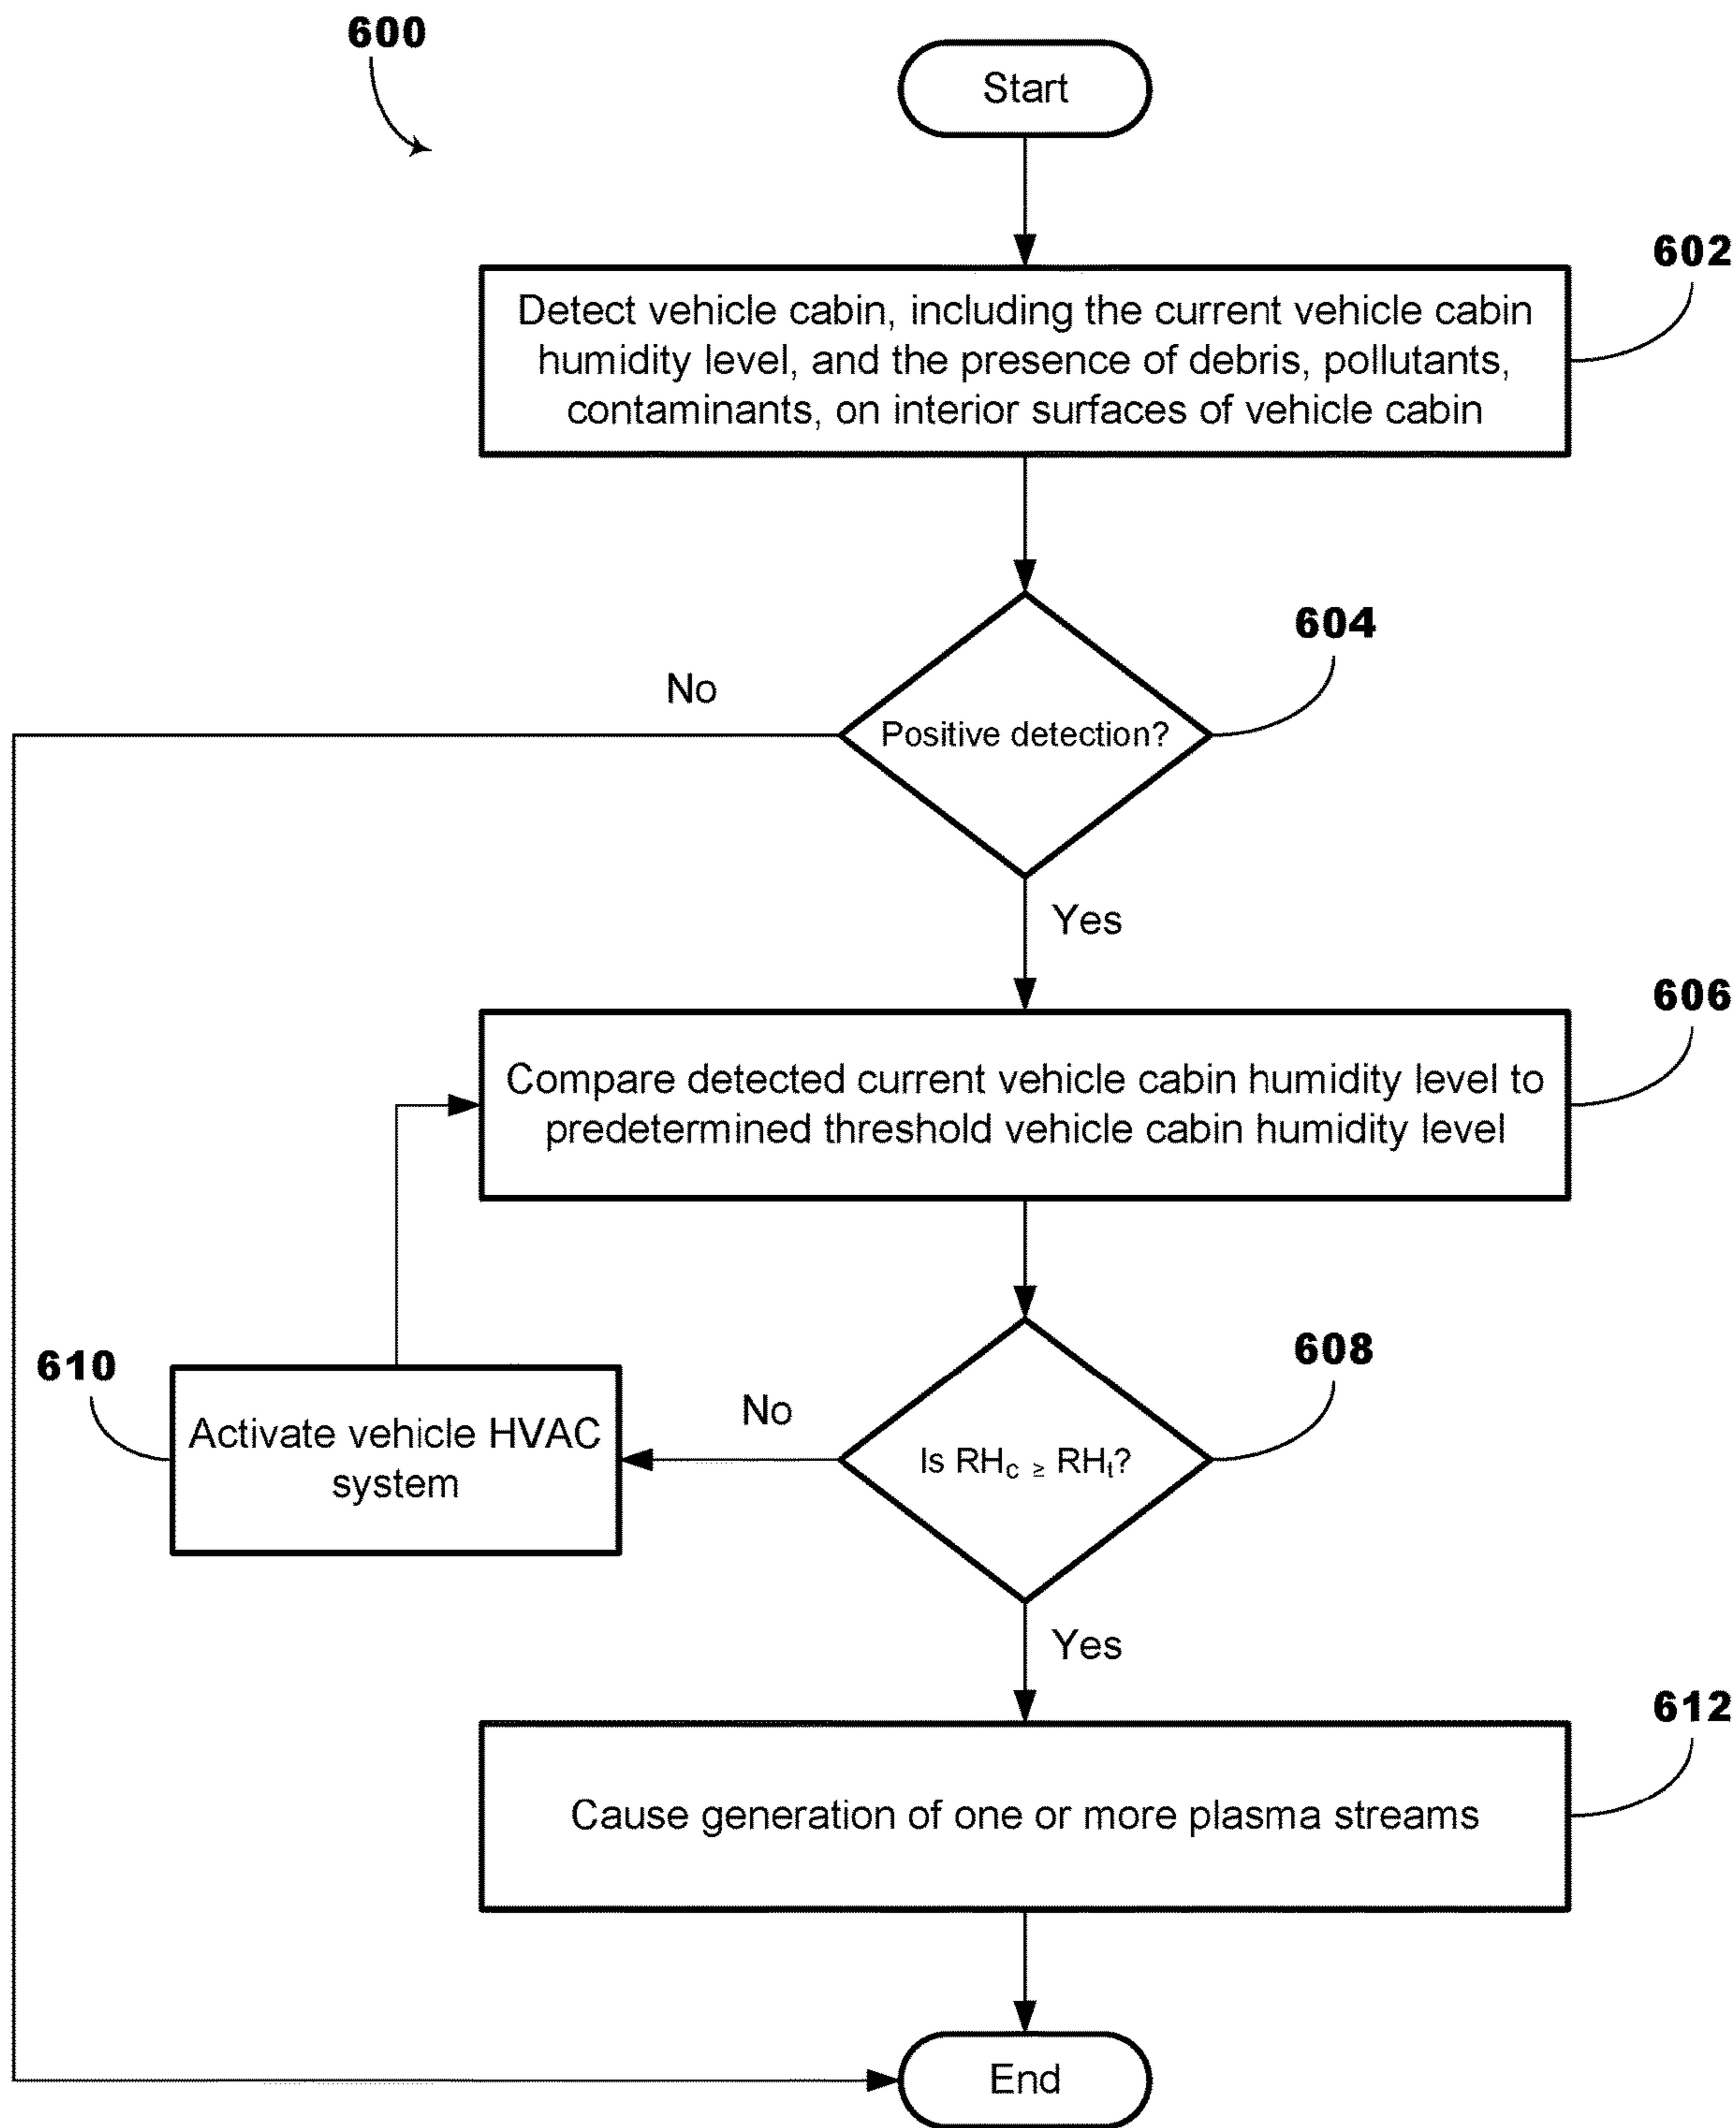 600
Start
602
Detect vehicle cabin, including the current vehicle cabin
humidity level, and the presence of debris, pollutants,
contaminants, on interior surfaces of vehicle cabin
604
No
Positive detection?
Yes
606
Compare detected current vehicle cabin humidity level to
predetermined threshold vehicle cabin humidity level
608
610
No
Activate vehicle HVAC
system
Is RHc ≥ RHt?
Yes
612
Cause generation of one or more plasma streams
End